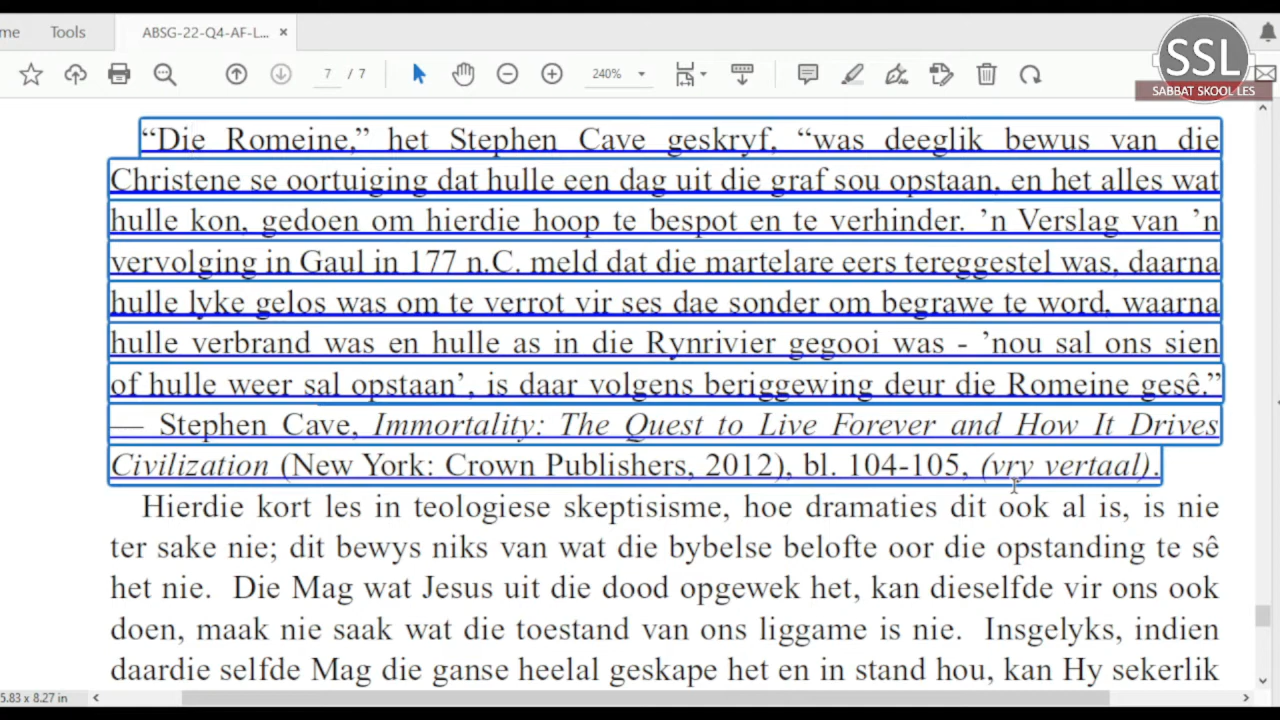 me Tools ABSG-22-Q4-AF-L... ×
SSL
SABBAT SKOOL LES
7 / 7 240%
“Die Romeine,” het Stephen Cave geskryf, “was deeglik bewus van die
Christene se oortuiging dat hulle een dag uit die graf sou opstaan, en het alles wat
hulle kon, gedoen om hierdie hoop te bespot en te verhinder. ’n Verslag van ’n
vervolging in Gaul in 177 n.C. meld dat die martelare eers tereggestel was, daarna
hulle lyke gelos was om te verrot vir ses dae sonder om begrawe te word, waarna
hulle verbrand was en hulle as in die Rynrivier gegooi was - ’nou sal ons sien
of hulle weer sal opstaan’, is daar volgens beriggewing deur die Romeine gesê.”
— Stephen Cave, Immortality: The Quest to Live Forever and How It Drives
Civilization (New York: Crown Publishers, 2012), bl. 104-105, (vry vertaal).
Hierdie kort les in teologiese skeptisisme, hoe dramaties dit ook al is, is nie
ter sake nie; dit bewys niks van wat die bybelse belofte oor die opstanding te sê
het nie. Die Mag wat Jesus uit die dood opgewek het, kan dieselfde vir ons ook
doen, maak nie saak wat die toestand van ons liggame is nie. Insgelyks, indien
daardie selfde Mag die ganse heelal geskape het en in stand hou, kan Hy sekerlik
5.83 x 8.27 in